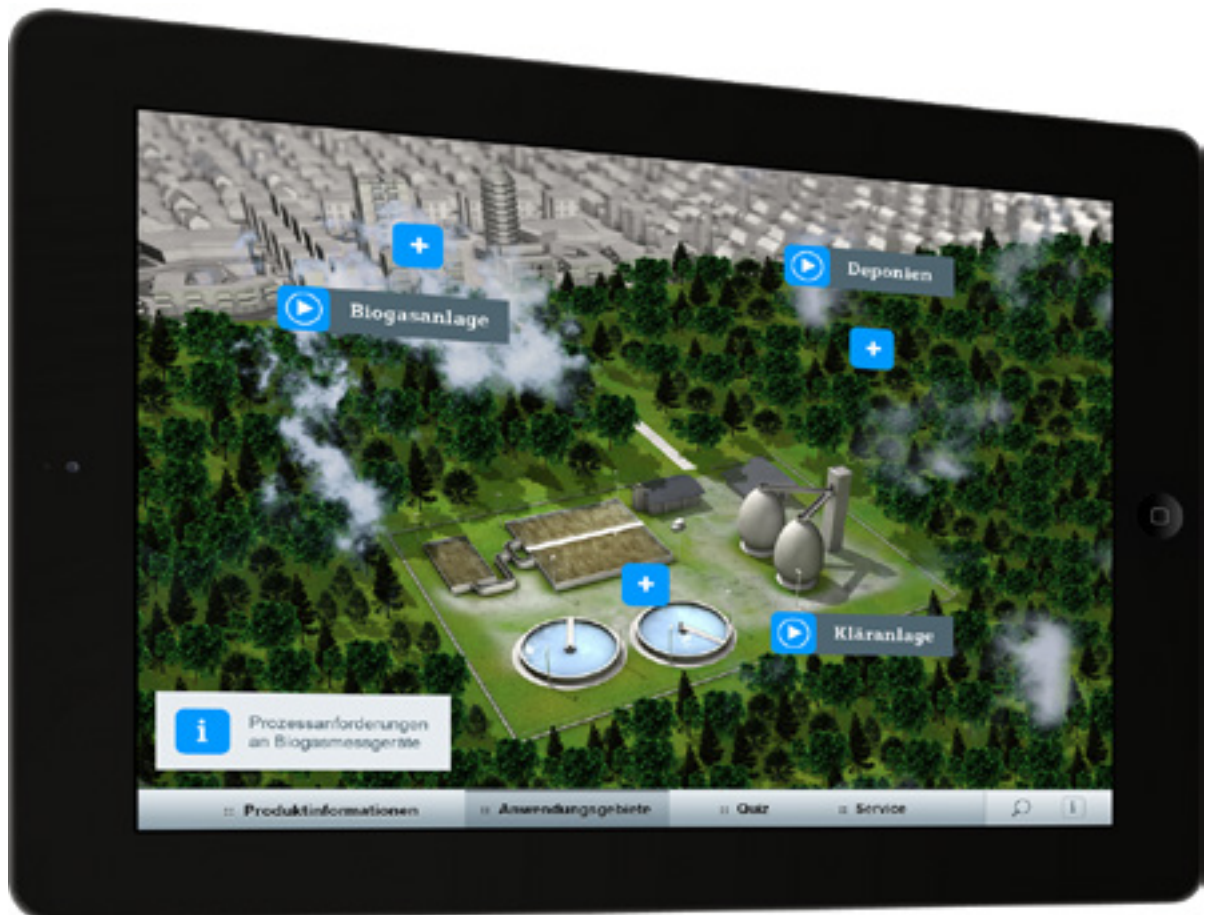 Deponien
Biogasanlage
Kläranlage
Prozessanforderungen
an Biogasmessgeräte
:: Produktinformationen :: Anwendungsgebiete :: Quiz :: Service